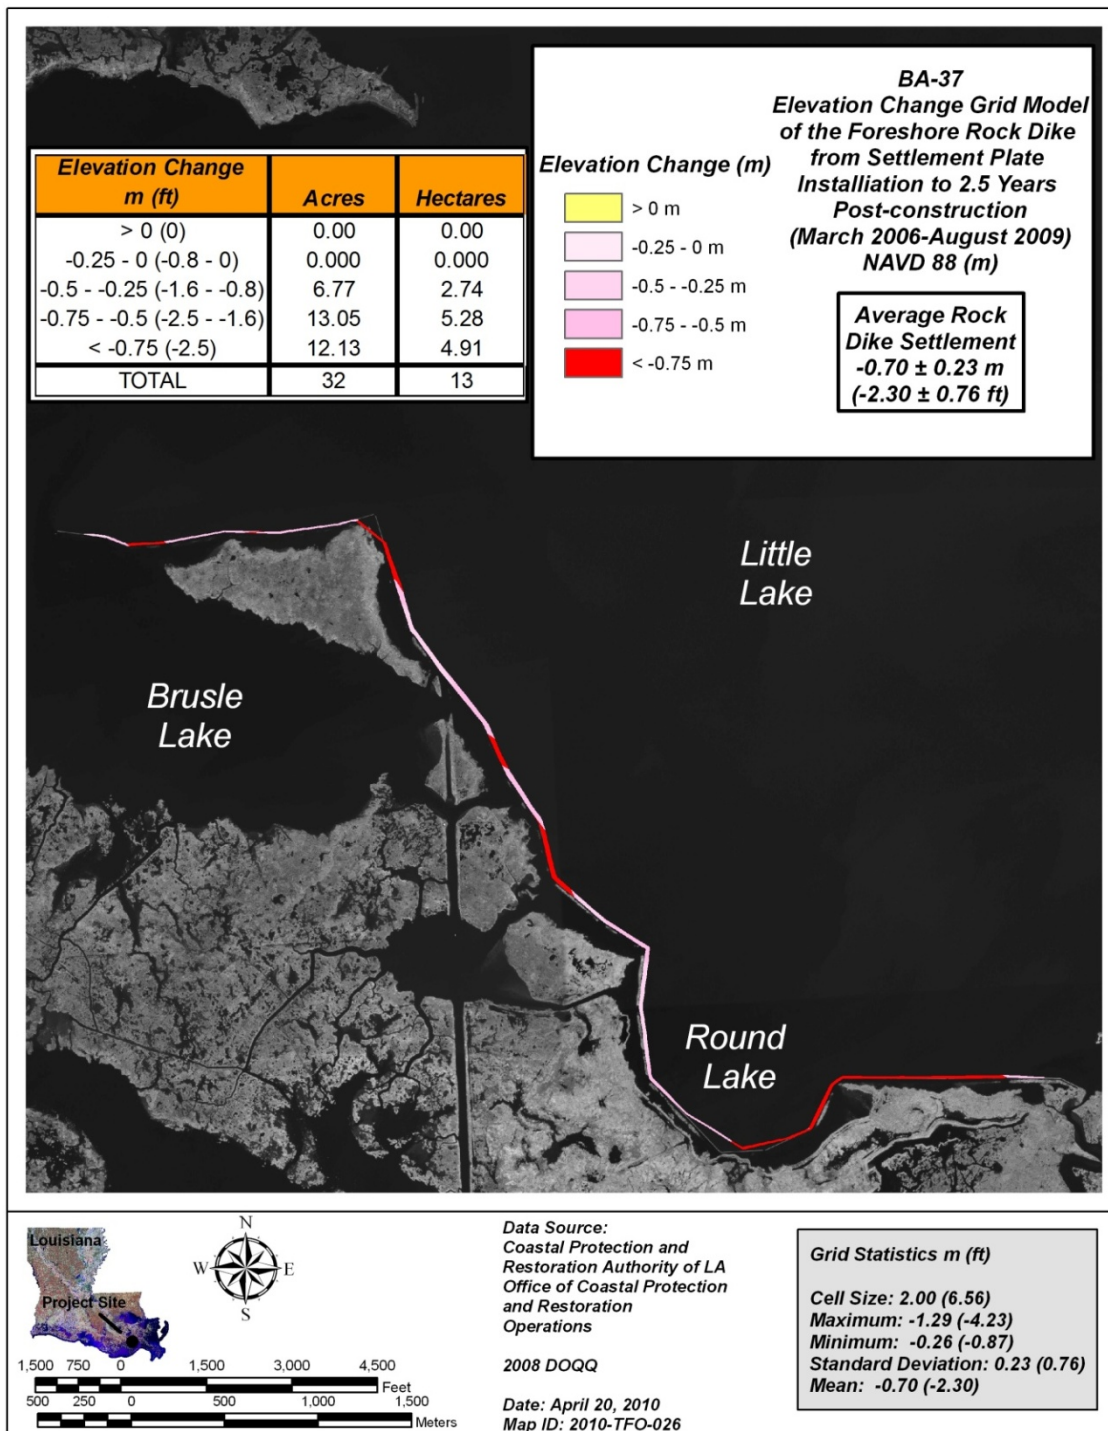 BA-37
Elevation Change Grid Model
of the Foreshore Rock Dike
from Settlement Plate
Installiation to 2.5 Years
Post-construction
(March 2006-August 2009)
NAVD 88 (m)
Average Rock
Dike Settlement
-0.70 ± 0.23 m
(-2.30 ± 0.76 ft)
Elevation Change (m)
> 0 m
-0.25 - 0 m
-0.5 - -0.25 m
-0.75 - -0.5 m
< -0.75 m
Elevation Change
m (ft) Acres Hectares
> 0 (0) 0.00 0.00
-0.25 - 0 (-0.8 - 0) 0.000 0.000
-0.5 - -0.25 (-1.6 - -0.8) 6.77 2.74
-0.75 - -0.5 (-2.5 - -1.6) 13.05 5.28
< -0.75 (-2.5) 12.13 4.91
TOTAL 32 13
Little
Lake
Brusle
Lake
Round
Lake
Louisiana
Project Site
N
W E
S
1,500 750 0 1,500 3,000 4,500
Feet
500 250 0 500 1,000 1,500
Meters
Data Source:
Coastal Protection and
Restoration Authority of LA
Office of Coastal Protection
and Restoration
Operations
2008 DOQQ
Date: April 20, 2010
Map ID: 2010-TFO-026
Grid Statistics m (ft)
Cell Size: 2.00 (6.56)
Maximum: -1.29 (-4.23)
Minimum: -0.26 (-0.87)
Standard Deviation: 0.23 (0.76)
Mean: -0.70 (-2.30)